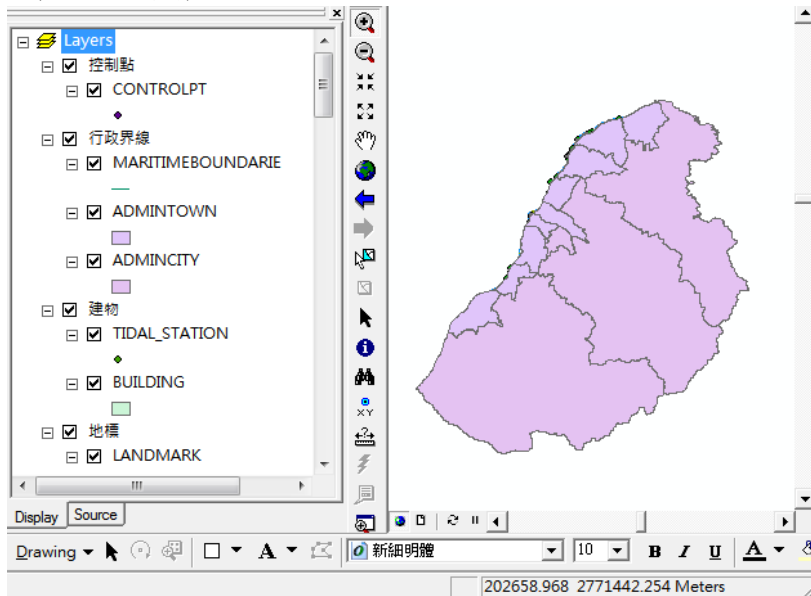 Layers
控制點
CONTROLPT
行政界線
MARITIMEBOUNDARIE
ADMINTOWN
ADMINCITY
建物
TIDAL_STATION
BUILDING
地標
LANDMARK
Display Source
XY
Drawing A 新細明體 10 B I U A
202658.968 2771442.254 Meters